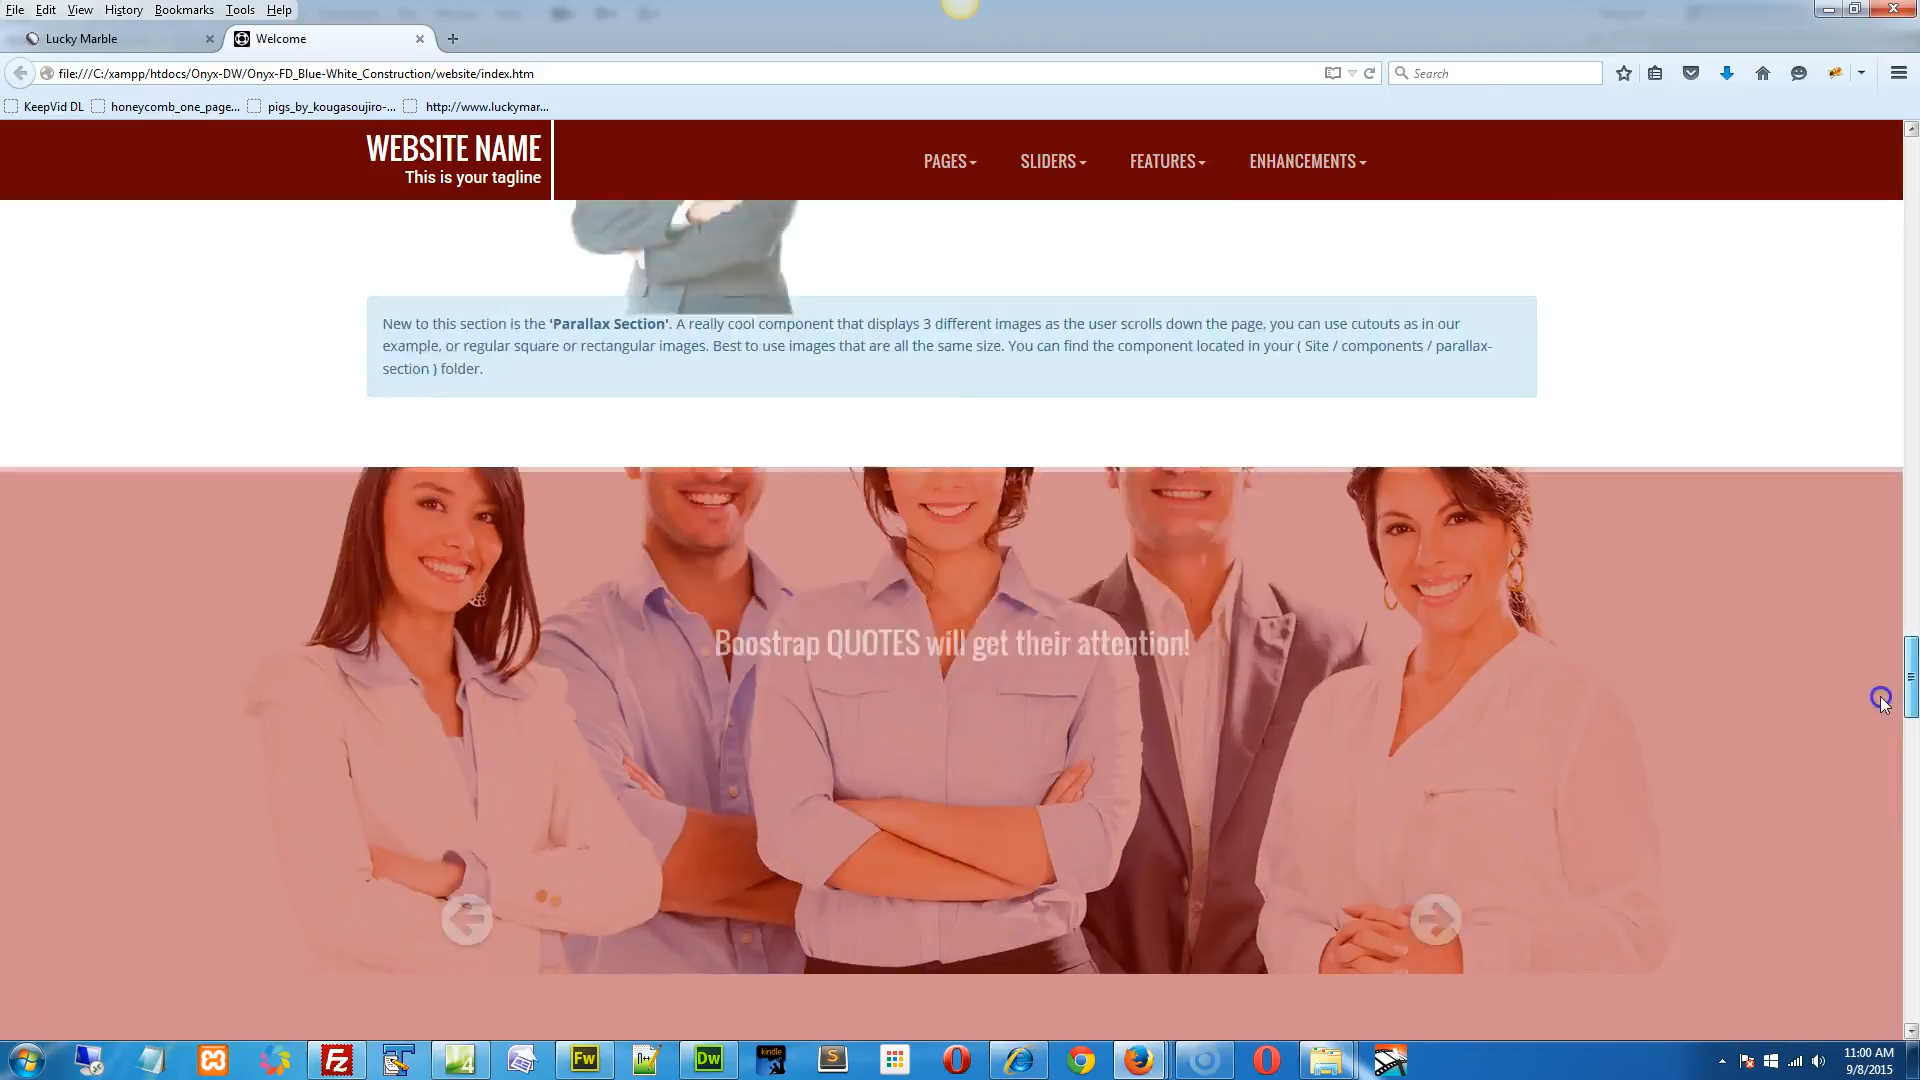 File Edit View History Bookmarks Tools Help
Lucky Marble
Welcome
file:///C:/xampp/htdocs/Onyx-DW/Onyx-FD_Blue-White_Construction/website/index.htm
Search
KeepVid DL
honeycomb_one_page...
pigs_by_kougasoujiro-...
http://www.luckymar...
WEBSITE NAME
This is your tagline
PAGES SLIDERS FEATURES ENHANCEMENTS
New to this section is the 'Parallax Section'. A really cool component that displays 3 different images as the user scrolls down the page, you can use cutouts as in our
example, or regular square or rectangular images. Best to use images that are all the same size. You can find the component located in your ( Site / components / parallax-
section ) folder.
Boostrap QUOTES will get their attention!
Fz
4
Fw
n++
Dw
kindle
S
11:00 AM
9/8/2015